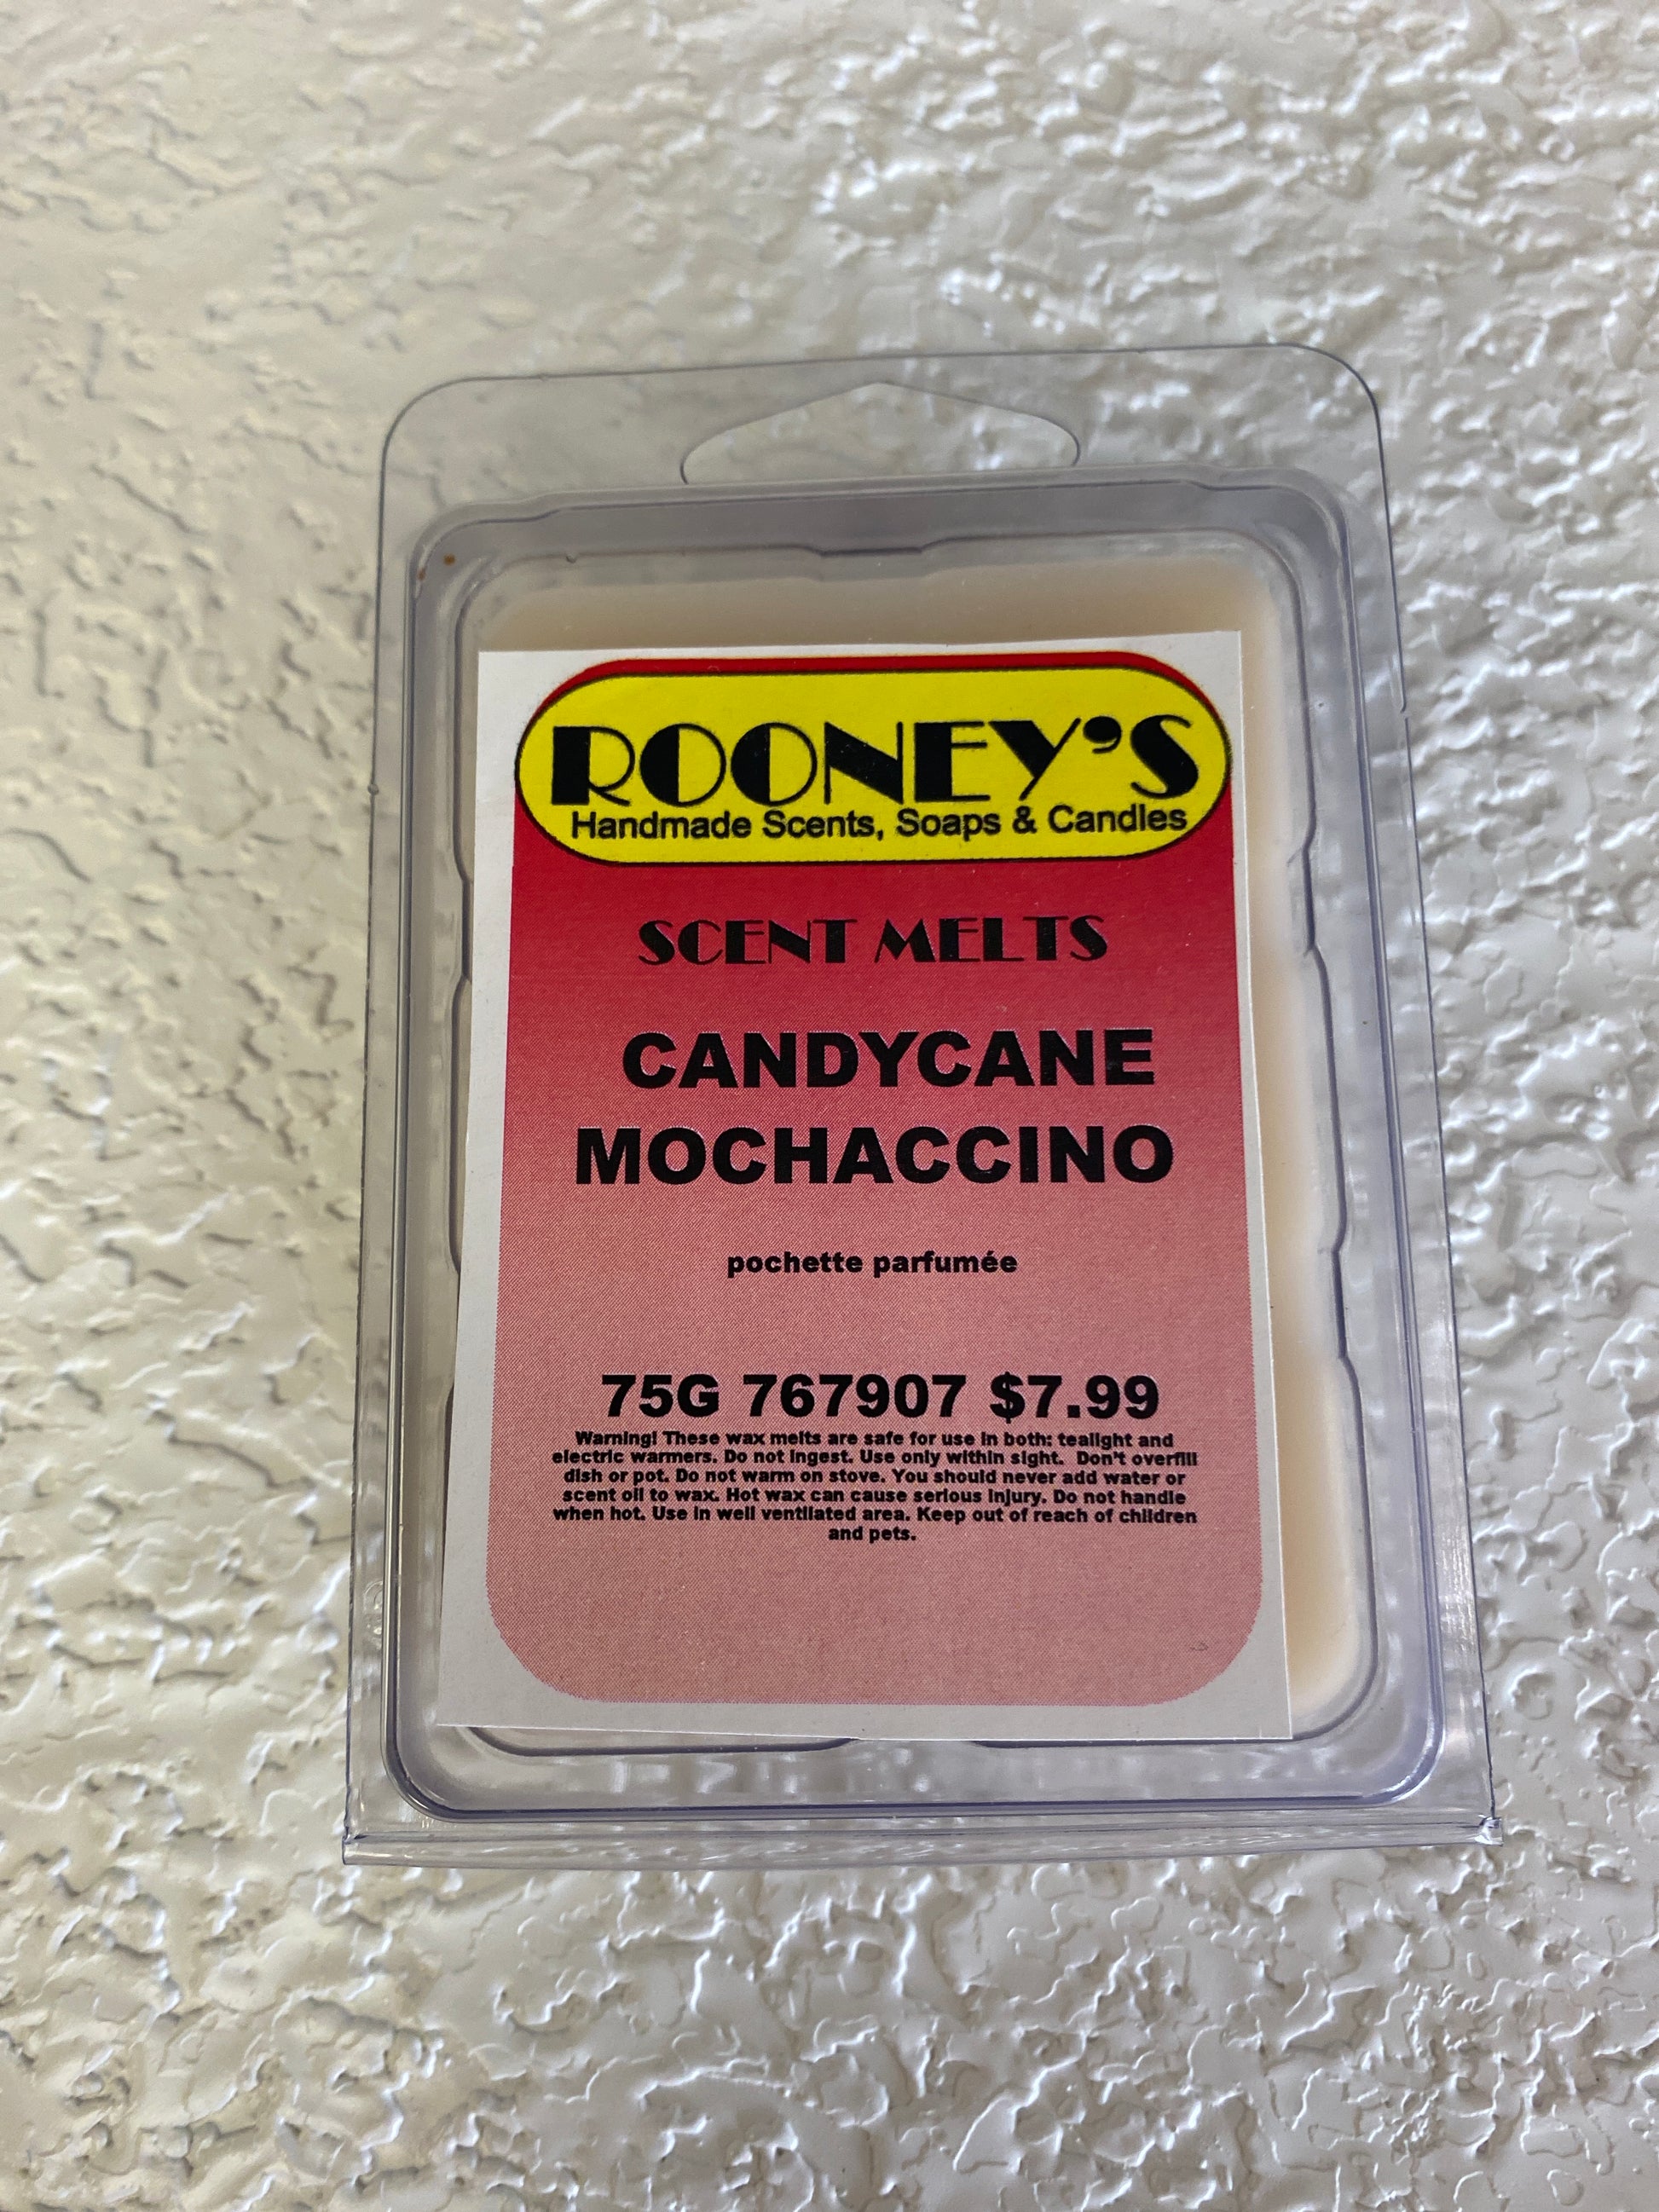 ROONEY'S
Handmade Scents, Soaps & Candles
SCENT MELTS
CANDYCANE
MOCHACCINO
pochette parfumée
75G 767907 $7.99
Warning! These wax melts are safe for use in both: tealight and
electric warmers. Do not ingest. Use only within sight. Don't overfill
dish or pot. Do not warm on stove. You should never add water or
scent oil to wax. Hot wax can cause serious injury. Do not handle
when hot. Use in well ventilated area. Keep out of reach of children
and pets.